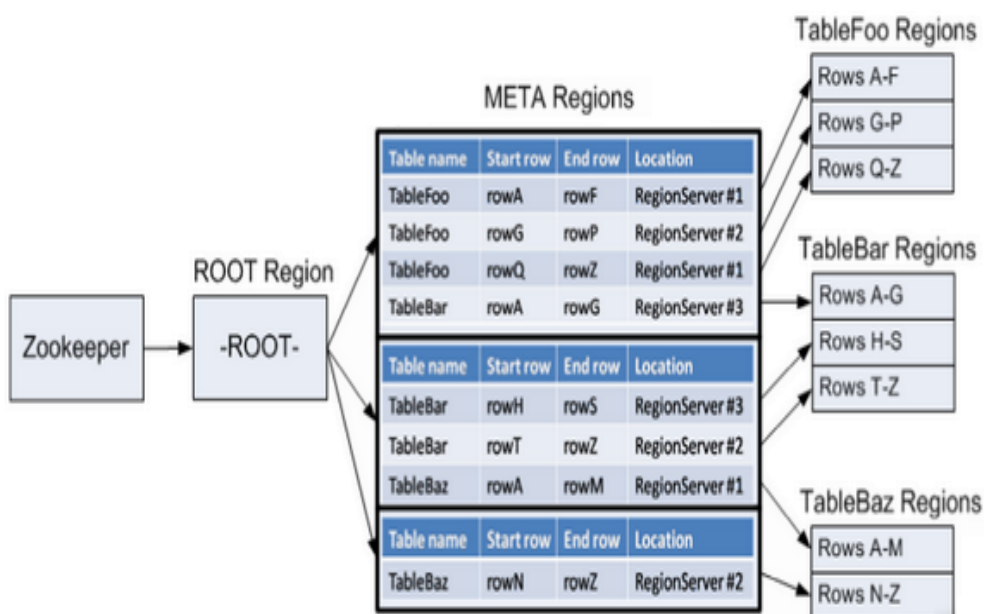 TableFoo Regions
Rows A-F
Rows G-P
Rows Q-Z
META Regions
Table name Start row End row Location
TableFoo rowA rowF RegionServer #1
TableFoo rowG rowP RegionServer #2
TableFoo rowQ rowZ RegionServer #1
TableBar rowA rowG RegionServer #3
Table name Start row End row Location
TableBar rowH rowS RegionServer #3
TableBar rowT rowZ RegionServer #2
TableBaz rowA rowM RegionServer #1
Table name Start row End row Location
TableBaz rowN rowZ RegionServer #2
ROOT Region
Zookeeper
-ROOT-
TableBar Regions
Rows A-G
Rows H-S
Rows T-Z
TableBaz Regions
Rows A-M
Rows N-Z